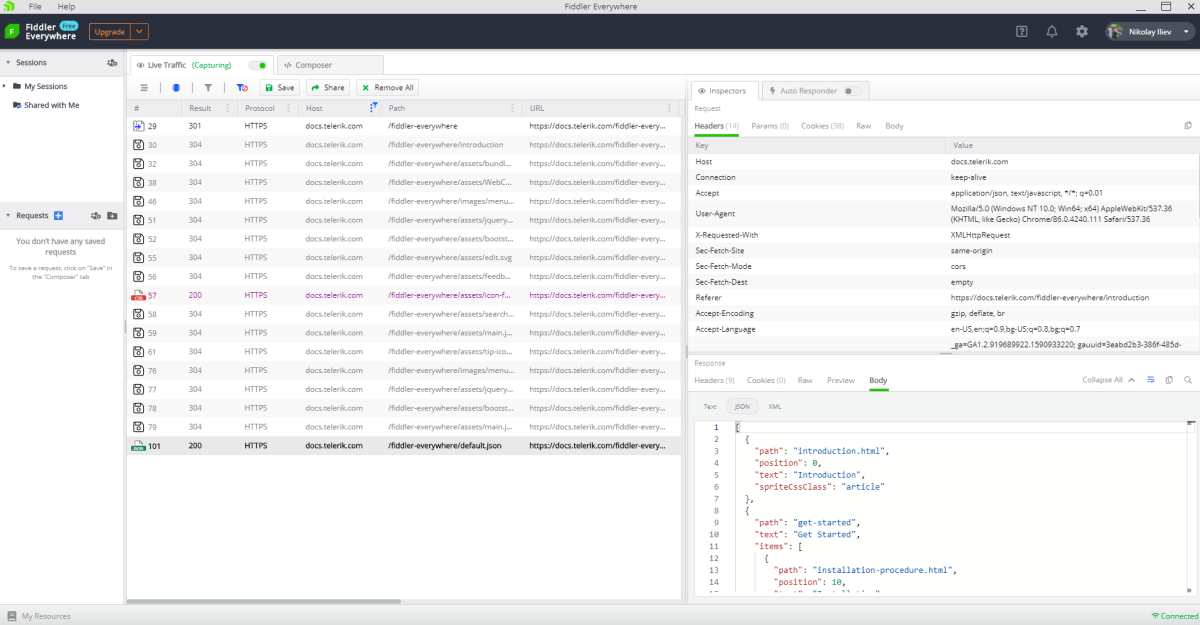 File Help Fiddler Everywhere
Fiddler Free
Everywhere
Upgrade
Nikolay Iliev
Sessions
My Sessions
Shared with Me
Requests
You don't have any saved
requests
To save a request, click on "Save" in
the "Composer" tab
Live Traffic (Capturing)
Composer
Save Share Remove All
# Result Protocol Host Path URL
29 301 HTTPS docs.telerik.com /fiddler-everywhere https://docs.telerik.com/fiddler-every...
30 304 HTTPS docs.telerik.com /fiddler-everywhere/introduction https://docs.telerik.com/fiddler-every...
32 304 HTTPS docs.telerik.com /fiddler-everywhere/assets/bundl... https://docs.telerik.com/fiddler-every...
38 304 HTTPS docs.telerik.com /fiddler-everywhere/assets/WebC... https://docs.telerik.com/fiddler-every...
46 304 HTTPS docs.telerik.com /fiddler-everywhere/images/menu... https://docs.telerik.com/fiddler-every...
51 304 HTTPS docs.telerik.com /fiddler-everywhere/assets/jquery... https://docs.telerik.com/fiddler-every...
52 304 HTTPS docs.telerik.com /fiddler-everywhere/assets/bootst... https://docs.telerik.com/fiddler-every...
55 304 HTTPS docs.telerik.com /fiddler-everywhere/assets/edit.svg https://docs.telerik.com/fiddler-every...
56 304 HTTPS docs.telerik.com /fiddler-everywhere/assets/feedb... https://docs.telerik.com/fiddler-every...
57 200 HTTPS docs.telerik.com /fiddler-everywhere/assets/icon-f... https://docs.telerik.com/fiddler-every...
58 304 HTTPS docs.telerik.com /fiddler-everywhere/assets/search... https://docs.telerik.com/fiddler-every...
59 304 HTTPS docs.telerik.com /fiddler-everywhere/assets/main.j... https://docs.telerik.com/fiddler-every...
61 304 HTTPS docs.telerik.com /fiddler-everywhere/assets/tip-ico... https://docs.telerik.com/fiddler-every...
76 304 HTTPS docs.telerik.com /fiddler-everywhere/images/menu... https://docs.telerik.com/fiddler-every...
77 304 HTTPS docs.telerik.com /fiddler-everywhere/assets/jquery... https://docs.telerik.com/fiddler-every...
78 304 HTTPS docs.telerik.com /fiddler-everywhere/assets/bootst... https://docs.telerik.com/fiddler-every...
79 304 HTTPS docs.telerik.com /fiddler-everywhere/assets/main.j... https://docs.telerik.com/fiddler-every...
101 200 HTTPS docs.telerik.com /fiddler-everywhere/default.json https://docs.telerik.com/fiddler-every...
Inspectors Auto Responder
Request
Headers (14) Params (0) Cookies (38) Raw Body
Key Value
Host docs.telerik.com
Connection keep-alive
Accept application/json, text/javascript, */*; q=0.01
User-Agent Mozilla/5.0 (Windows NT 10.0; Win64; x64) AppleWebKit/537.36
(KHTML, like Gecko) Chrome/86.0.4240.111 Safari/537.36
X-Requested-With XMLHttpRequest
Sec-Fetch-Site same-origin
Sec-Fetch-Mode cors
Sec-Fetch-Dest empty
Referer https://docs.telerik.com/fiddler-everywhere/introduction
Accept-Encoding gzip, deflate, br
Accept-Language en-US,en;q=0.9,bg-US;q=0.8,bg;q=0.7
_ga=GA1.2.919689922.1590933220; gauuid=3eabd2b3-386f-485d-
Response
Headers (9) Cookies (0) Raw Preview Body Collapse All
Text JSON XML
1 [
2 {
3 "path": "introduction.html",
4 "position": 0,
5 "text": "Introduction",
6 "spriteCssClass": "article"
7 },
8 {
9 "path": "get-started",
10 "text": "Get Started",
11 "items": [
12 {
13 "path": "installation-procedure.html",
14 "position": 10,
My Resources Connected